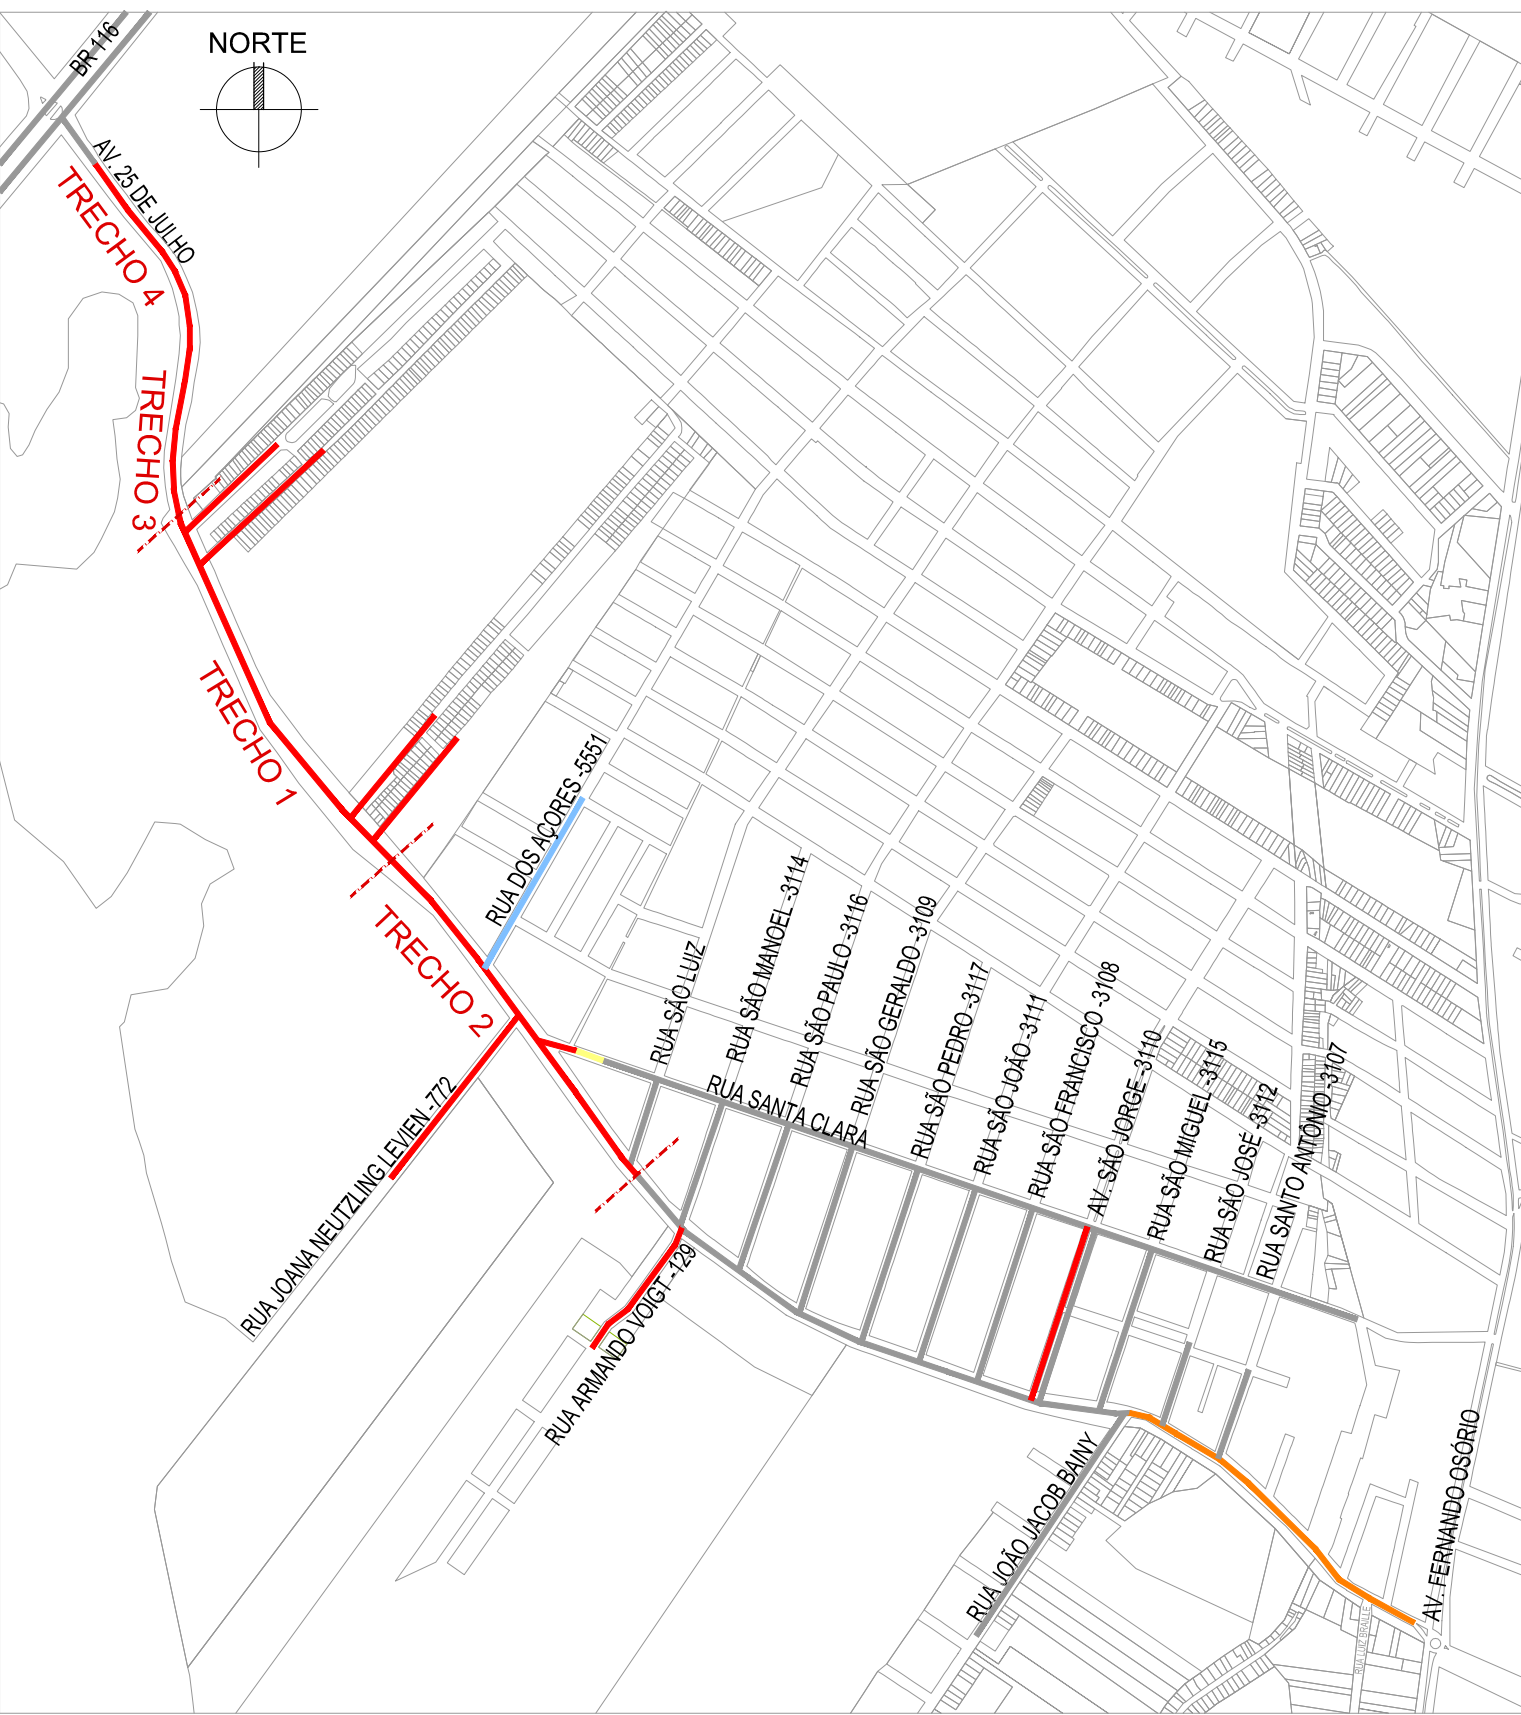 BR 116
NORTE
AV. 25 DE JULHO
TRECHO 4
TRECHO 3
TRECHO 1
TRECHO 2
RUA DOS AÇORES -5551
RUA SÃO LUIZ
RUA SÃO MANOEL -3114
RUA SÃO PAULO -3116
RUA SÃO GERALDO -3109
RUA SÃO PEDRO -3117
RUA SÃO JOÃO -3111
RUA SÃO FRANCISCO -3108
AV. SÃO JORGE -3110
RUA SÃO MIGUEL -3115
RUA SÃO JOSÉ -3112
RUA SANTO ANTÔNIO -3107
RUA SANTA CLARA
RUA JOANA NEUTZLING LEVIEN -772
RUA ARMANDO VOIGT -129
RUA JOÃO JACOB BAINY
AV. FERNANDO OSÓRIO
RUA LUIZ BRAILLE